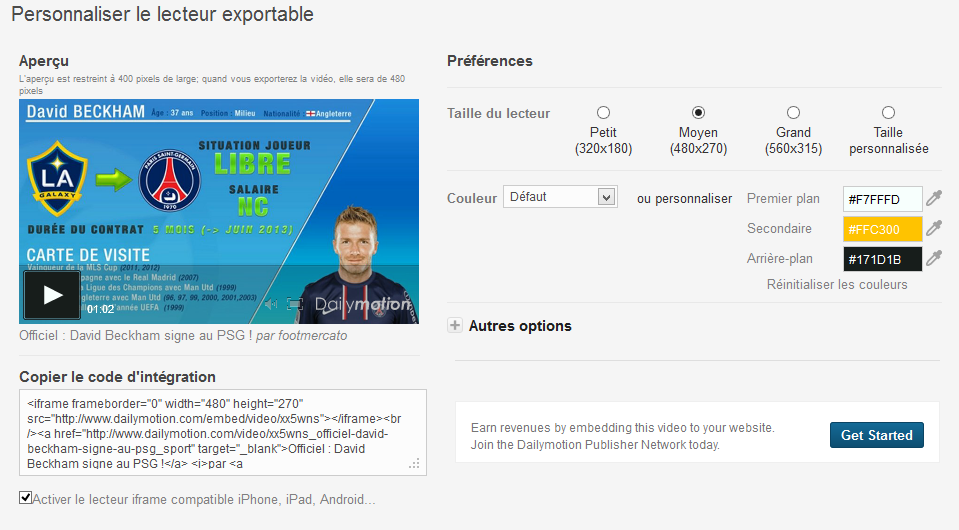 Personnaliser le lecteur exportable
Aperçu
L'aperçu est restreint à 400 pixels de large; quand vous exporterez la vidéo, elle sera de 480
pixels
David BECKHAM Âge : 37 ans Position : Milieu Nationalité : Angleterre
SITUATION JOUEUR
LIBRE
LA
GALAXY
PARIS SAINT-GERMAIN
1970
SALAIRE
NC
DURÉE DU CONTRAT 5 MOIS (-> JUIN 2013)
CARTE DE VISITE
Vainqueur de la MLS Cup (2011, 2012)
pagne avec le Real Madrid (2007)
a Ligue des Champions avec Man Utd (1999)
gleterre avec Man Utd (96, 97, 99, 2000, 2001,2003)
l'année UEFA (1999)
01:02
Dailymotion
Officiel : David Beckham signe au PSG ! par footmercato
Copier le code d'intégration
<iframe frameborder="0" width="480" height="270"
src="http://www.dailymotion.com/embed/video/xx5wns"></iframe><br
/><a href="http://www.dailymotion.com/video/xx5wns_officiel-david-
beckham-signe-au-psg_sport" target="_blank">Officiel : David
Beckham signe au PSG !</a> <i>par <a
Activer le lecteur iframe compatible iPhone, iPad, Android...
Préférences
Taille du lecteur
Petit
(320x180)
Moyen
(480x270)
Grand
(560x315)
Taille
personnalisée
Couleur Défaut ou personnaliser
Premier plan #F7FFFD
Secondaire #FFC300
Arrière-plan #171D1B
Réinitialiser les couleurs
Autres options
Earn revenues by embedding this video to your website.
Join the Dailymotion Publisher Network today.
Get Started